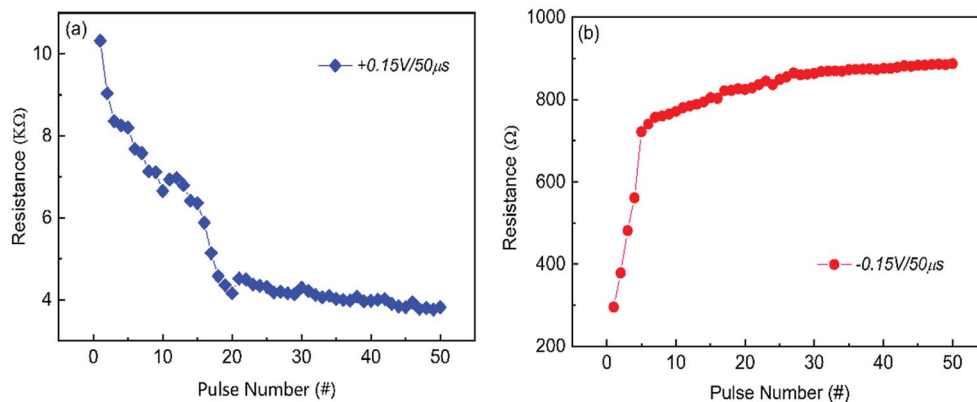 (a)
+0.15V/50μs
10
8
6
4
Resistance (KΩ)
0 10 20 30 40 50
Pulse Number (#)
(b)
-0.15V/50μs
1000
800
600
400
200
Resistance (Ω)
0 10 20 30 40 50
Pulse Number (#)